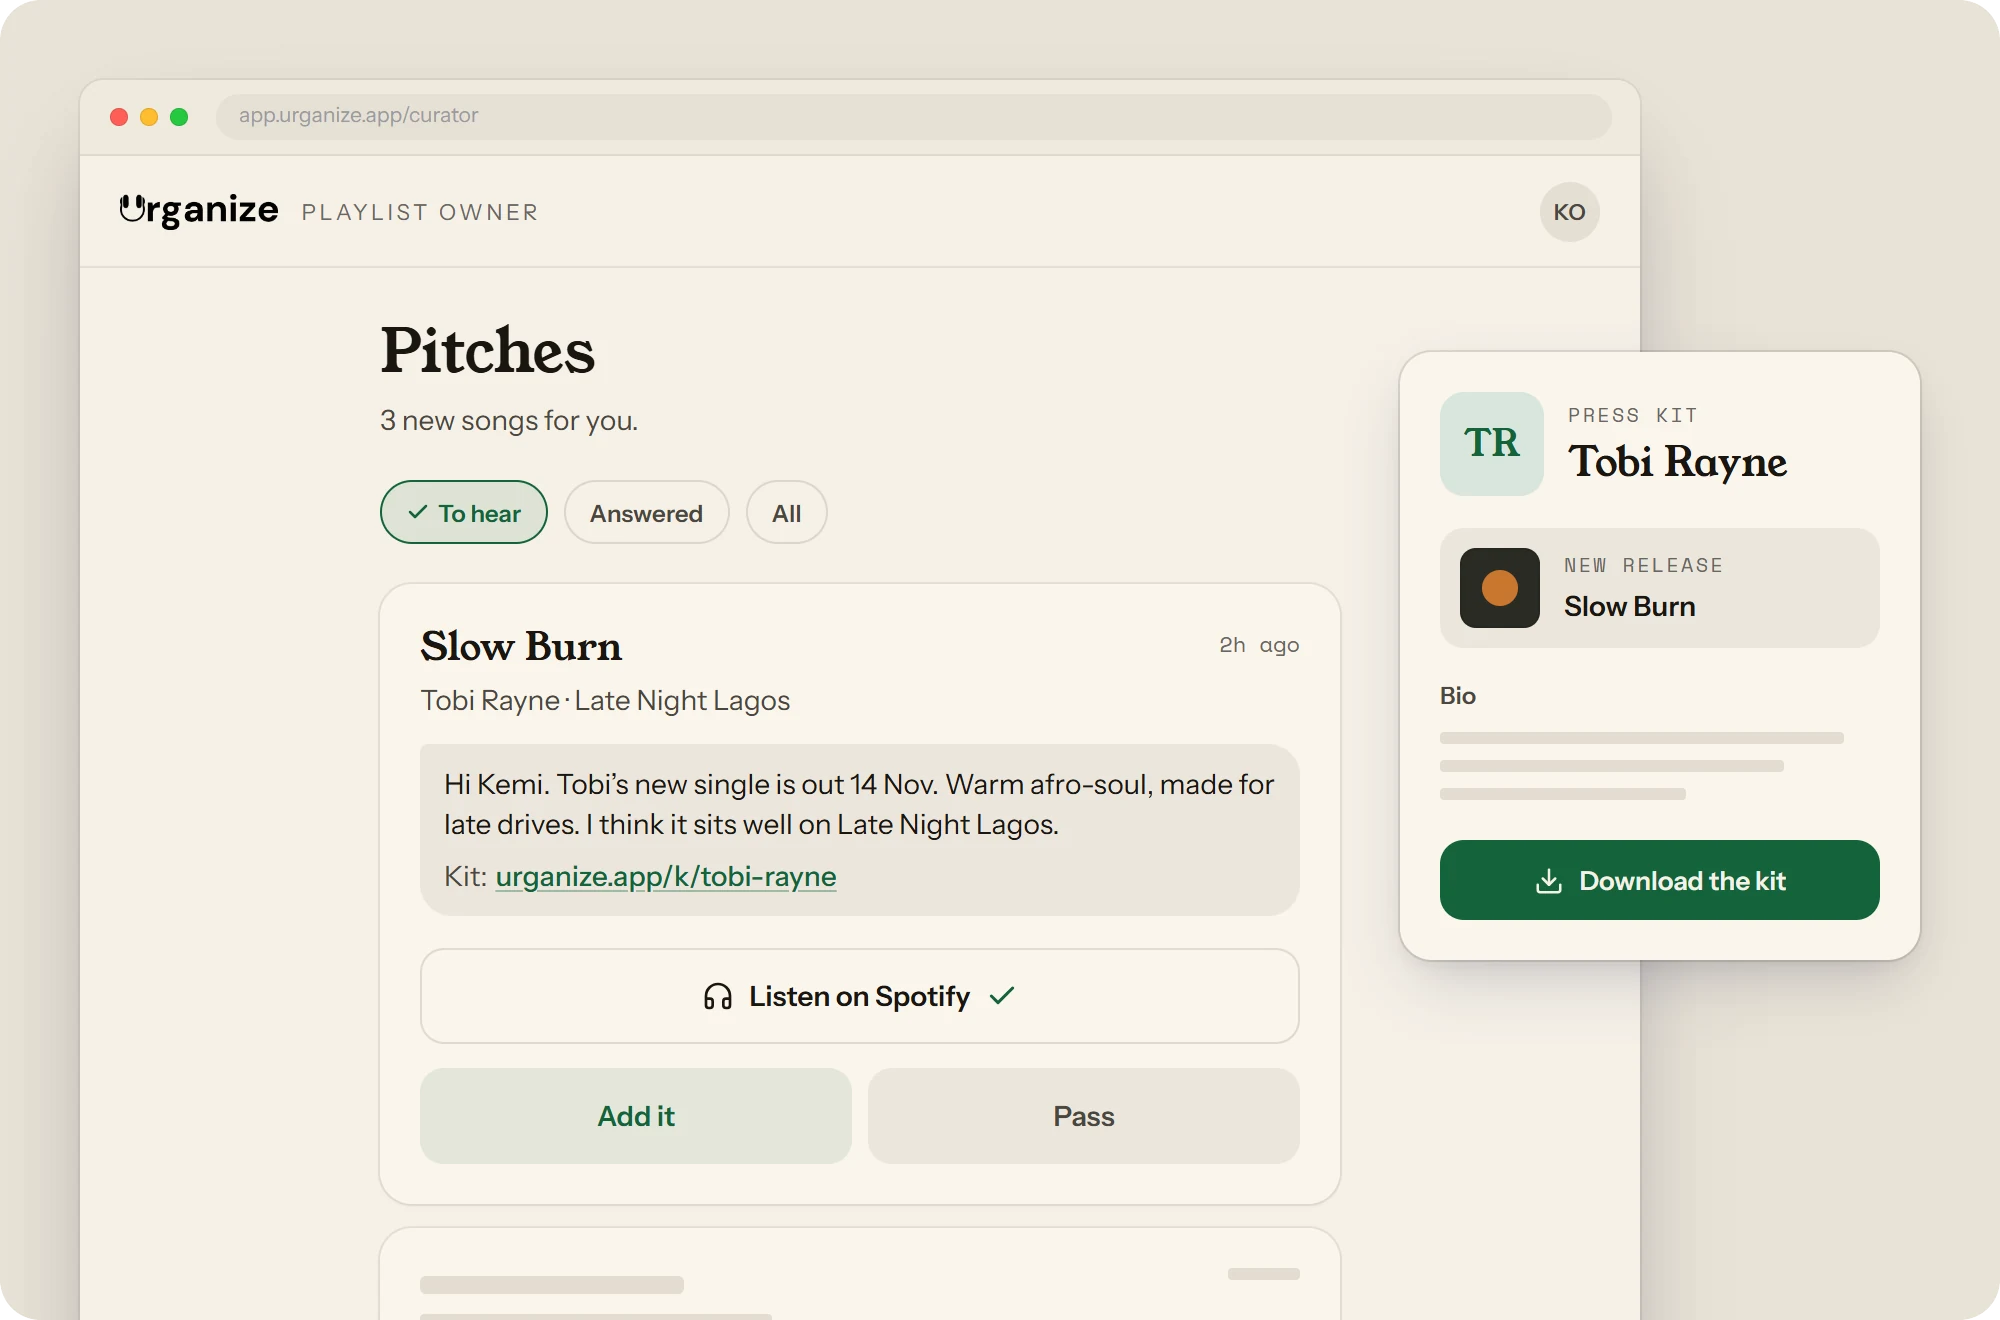 app.urganize.app/curator
Urganize PLAYLIST OWNER
KO
Pitches
3 new songs for you.
To hear
Answered
All
Slow Burn
2h ago
Tobi Rayne · Late Night Lagos
Hi Kemi. Tobi’s new single is out 14 Nov. Warm afro-soul, made for
late drives. I think it sits well on Late Night Lagos.
Kit: urganize.app/k/tobi-rayne
Listen on Spotify
Add it
Pass
TR
PRESS KIT
Tobi Rayne
NEW RELEASE
Slow Burn
Bio
Download the kit